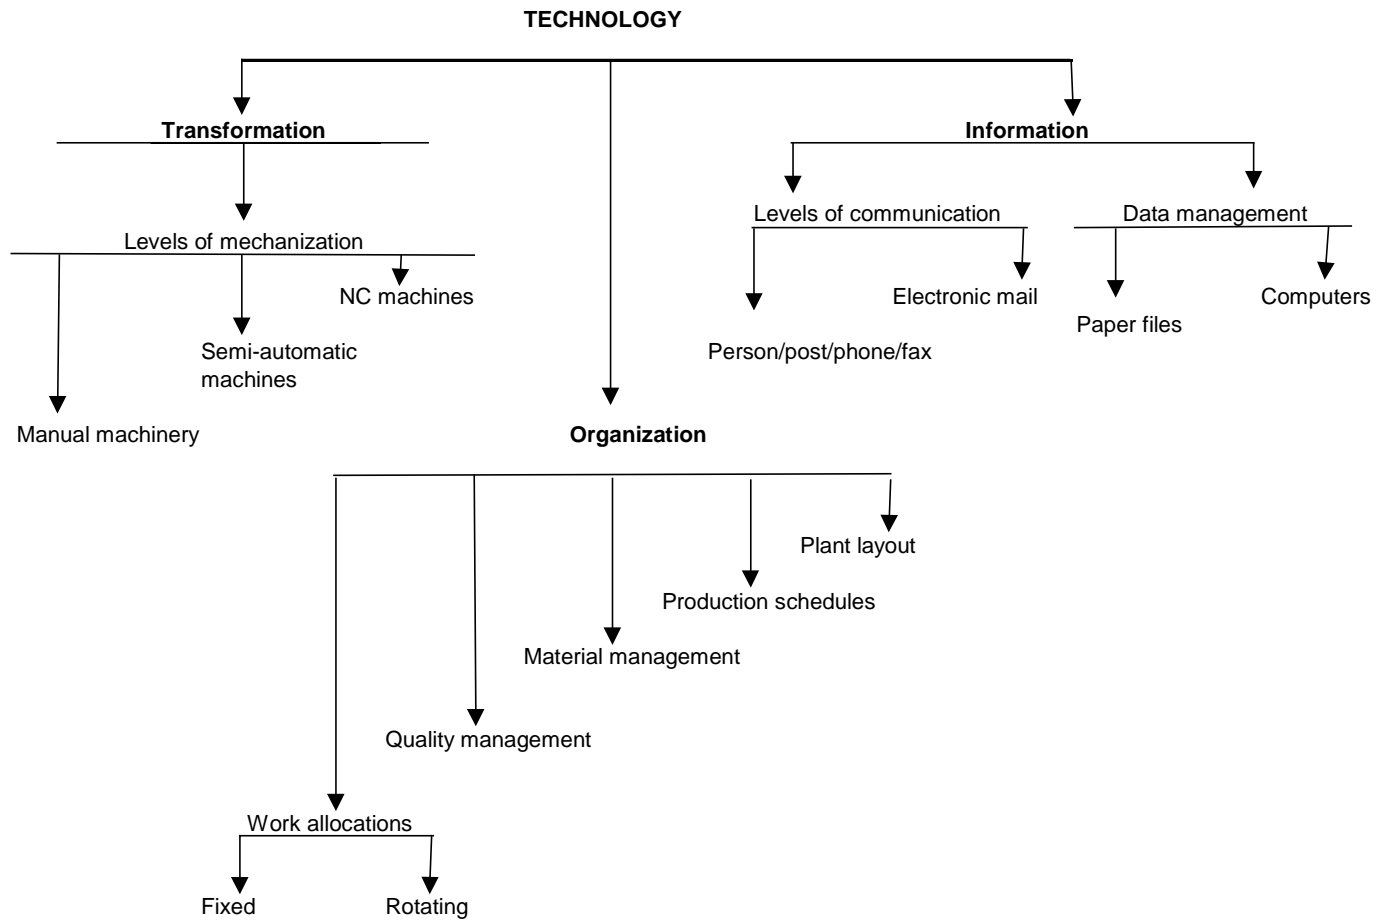 TECHNOLOGY
Transformation
Information
Levels of communication
Data management
Levels of mechanization
NC machines
Electronic mail
Computers
Paper files
Semi-automatic
machines
Person/post/phone/fax
Manual machinery
Organization
Plant layout
Production schedules
Material management
Quality management
Work allocations
Fixed
Rotating